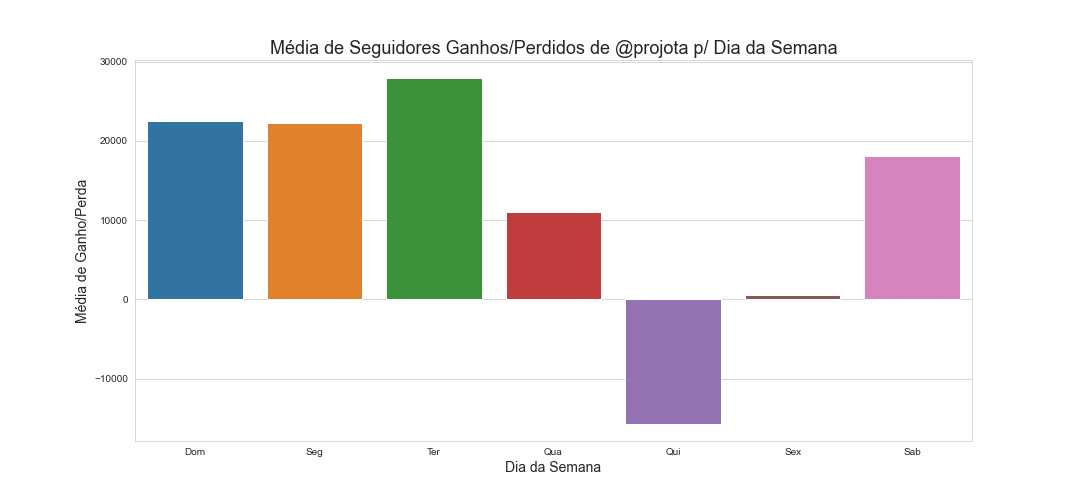 Média de Seguidores Ganhos/Perdidos de @projota p/ Dia da Semana
30000
20000
10000
0
−10000
Média de Ganho/Perda
Dom Seg Ter Qua Qui Sex Sab
Dia da Semana